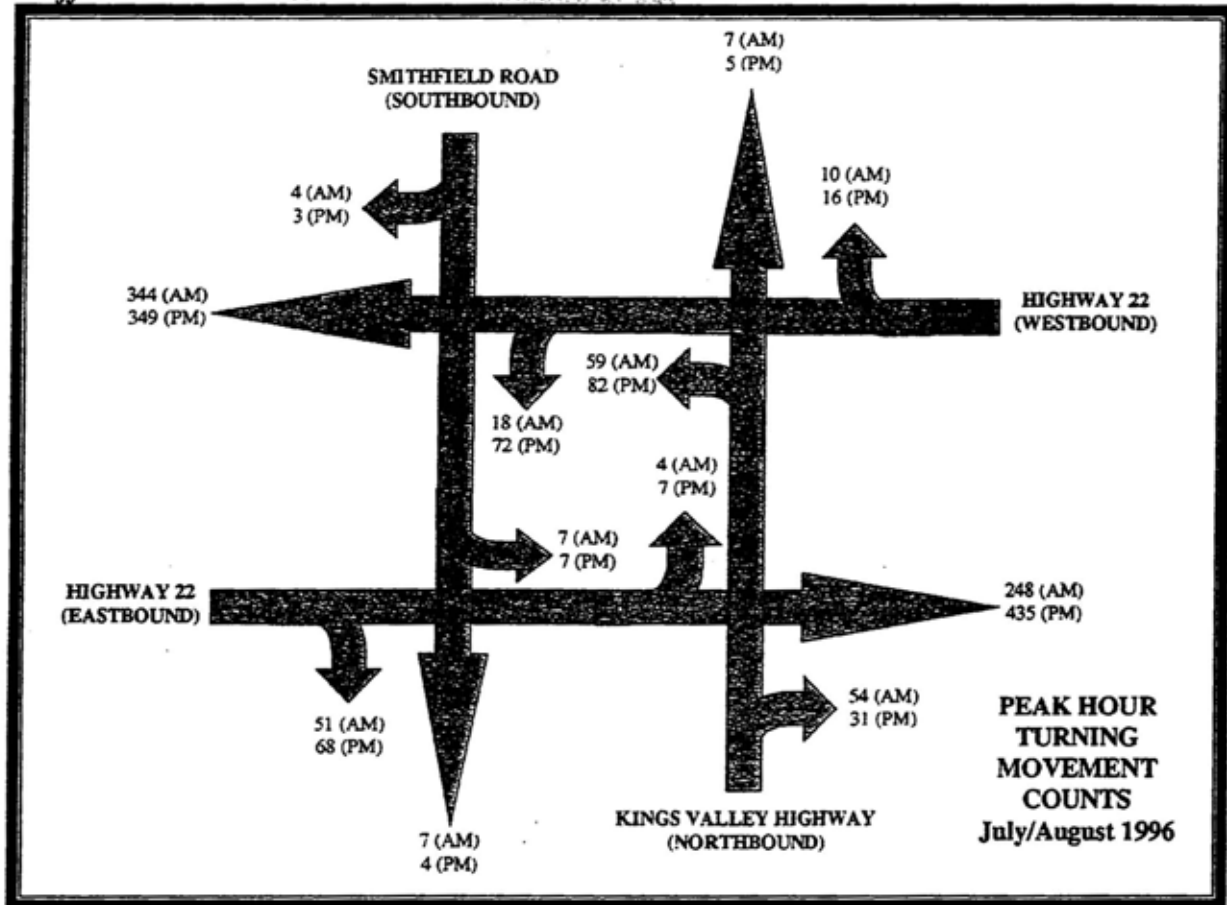 7 (AM)
5 (PM)
SMITHFIELD ROAD
(SOUTHBOUND)
10 (AM)
16 (PM)
4 (AM)
3 (PM)
344 (AM)
349 (PM)
HIGHWAY 22
(WESTBOUND)
59 (AM)
82 (PM)
18 (AM)
72 (PM)
4 (AM)
7 (PM)
7 (AM)
7 (PM)
HIGHWAY 22
(EASTBOUND)
248 (AM)
435 (PM)
51 (AM)
68 (PM)
54 (AM)
31 (PM)
PEAK HOUR
TURNING
MOVEMENT
COUNTS
July/August 1996
KINGS VALLEY HIGHWAY
(NORTHBOUND)
7 (AM)
4 (PM)